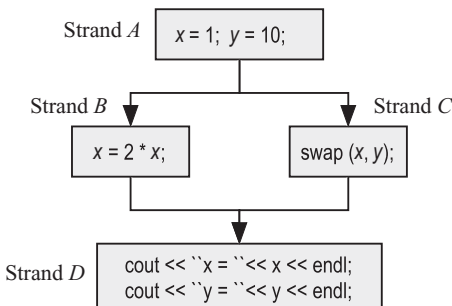 Strand A
x = 1; y = 10;
Strand B
Strand C
x = 2 * x;
swap (x, y);
Strand D
cout << ``x = ``<< x << endl;
cout << ``y = ``<< y << endl;